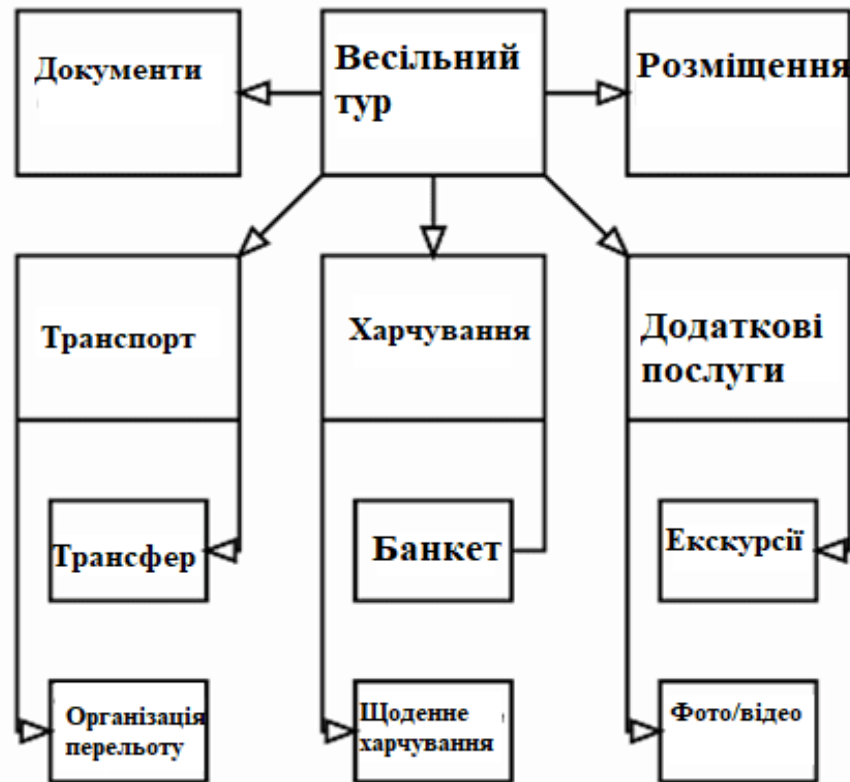 Документи
Весільний
тур
Розміщення
Транспорт
Харчування
Додаткові
послуги
Трансфер
Банкет
Екскурсії
Організація
перельоту
Щоденне
харчування
Фото/відео